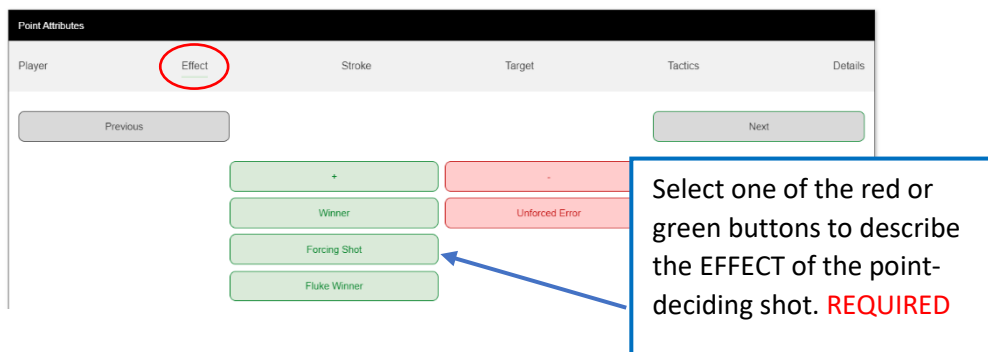 Point Attributes
Player Effect Stroke Target Tactics Details
Previous Next
+ -
Winner Unforced Error
Forcing Shot
Fluke Winner
Select one of the red or
green buttons to describe
the EFFECT of the point-
deciding shot. REQUIRED